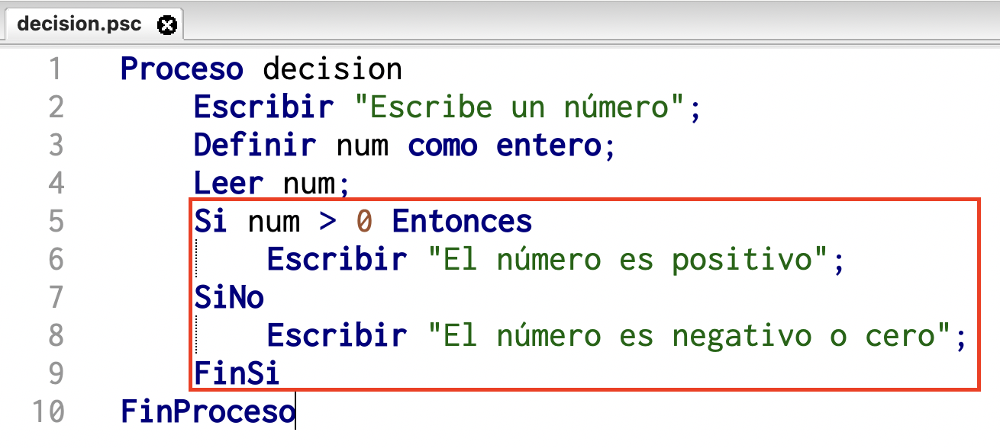 decision.psc
1 Proceso decision
2 Escribir "Escribe un número";
3 Definir num como entero;
4 Leer num;
5 Si num > 0 Entonces
6 Escribir "El número es positivo";
7 SiNo
8 Escribir "El número es negativo o cero";
9 FinSi
10 FinProceso